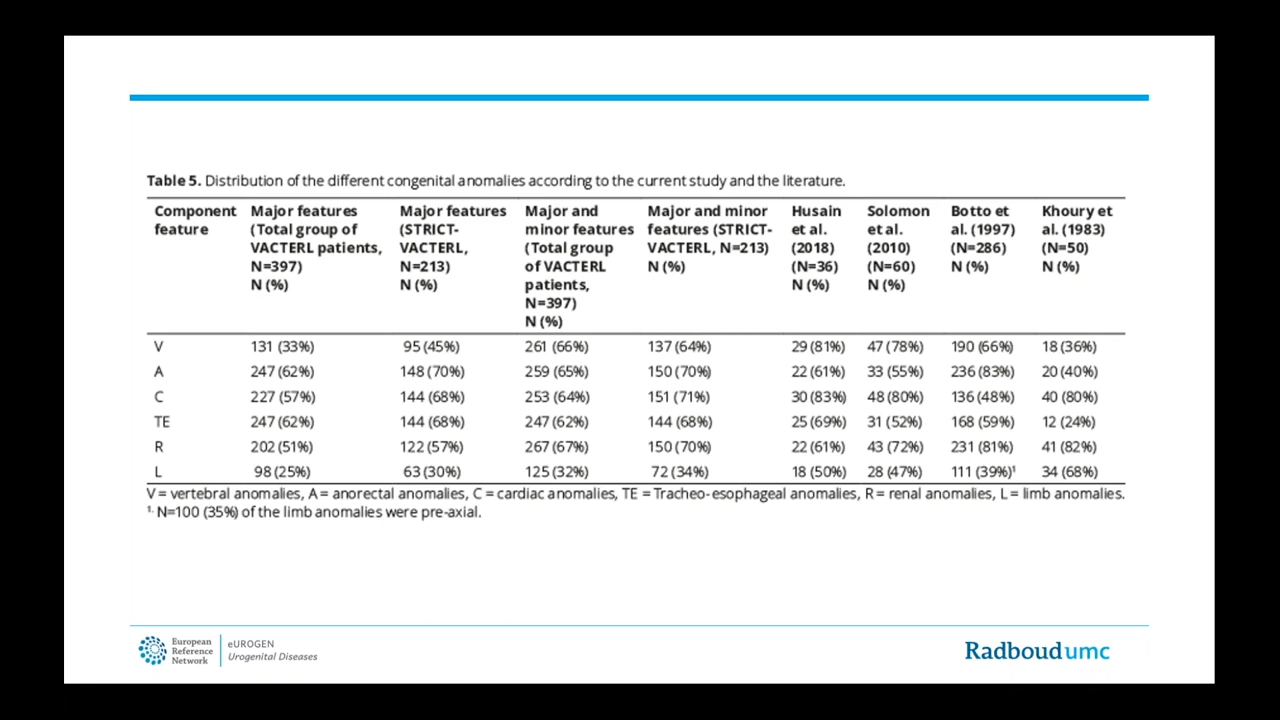 Table 5. Distribution of the different congenital anomalies according to the current study and the literature.
Component feature | Major features (Total group of VACTERL patients, N=397) N (%) | Major features (STRICT-VACTERL, N=213) N (%) | Major and minor features (Total group of VACTERL patients, N=397) N (%) | Major and minor features (STRICT-VACTERL, N=213) N (%) | Husain et al. (2018) (N=36) N (%) | Solomon et al. (2010) (N=60) N (%) | Botto et al. (1997) (N=286) N (%) | Khoury et al. (1983) (N=50) N (%)
V 131 (33%) 95 (45%) 261 (66%) 137 (64%) 29 (81%) 47 (78%) 190 (66%) 18 (36%)
A 247 (62%) 148 (70%) 259 (65%) 150 (70%) 22 (61%) 33 (55%) 236 (83%) 20 (40%)
C 227 (57%) 144 (68%) 253 (64%) 151 (71%) 30 (83%) 48 (80%) 136 (48%) 40 (80%)
TE 247 (62%) 144 (68%) 247 (62%) 144 (68%) 25 (69%) 31 (52%) 168 (59%) 12 (24%)
R 202 (51%) 122 (57%) 267 (67%) 150 (70%) 22 (61%) 43 (72%) 231 (81%) 41 (82%)
L 98 (25%) 63 (30%) 125 (32%) 72 (34%) 18 (50%) 28 (47%) 111 (39%)¹ 34 (68%)
V = vertebral anomalies, A = anorectal anomalies, C = cardiac anomalies, TE = Tracheo-esophageal anomalies, R = renal anomalies, L = limb anomalies.
¹· N=100 (35%) of the limb anomalies were pre-axial.
European
Reference
Network
eUROGEN
Urogenital Diseases
Radboudumc